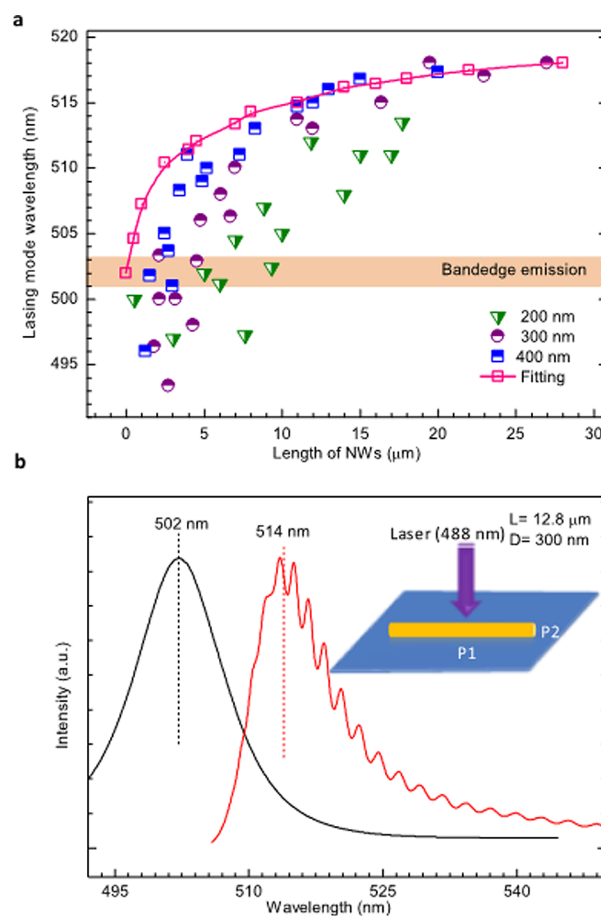 a
520
515
510
505
500
495
Lasing mode wavelength (nm)
Bandedge emission
200 nm
300 nm
400 nm
Fitting
0 5 10 15 20 25 30
Length of NWs (μm)
b
502 nm
514 nm
Laser (488 nm)
L= 12.8 μm
D= 300 nm
P2
P1
Intensity (a.u.)
495 510 525 540
Wavelength (nm)